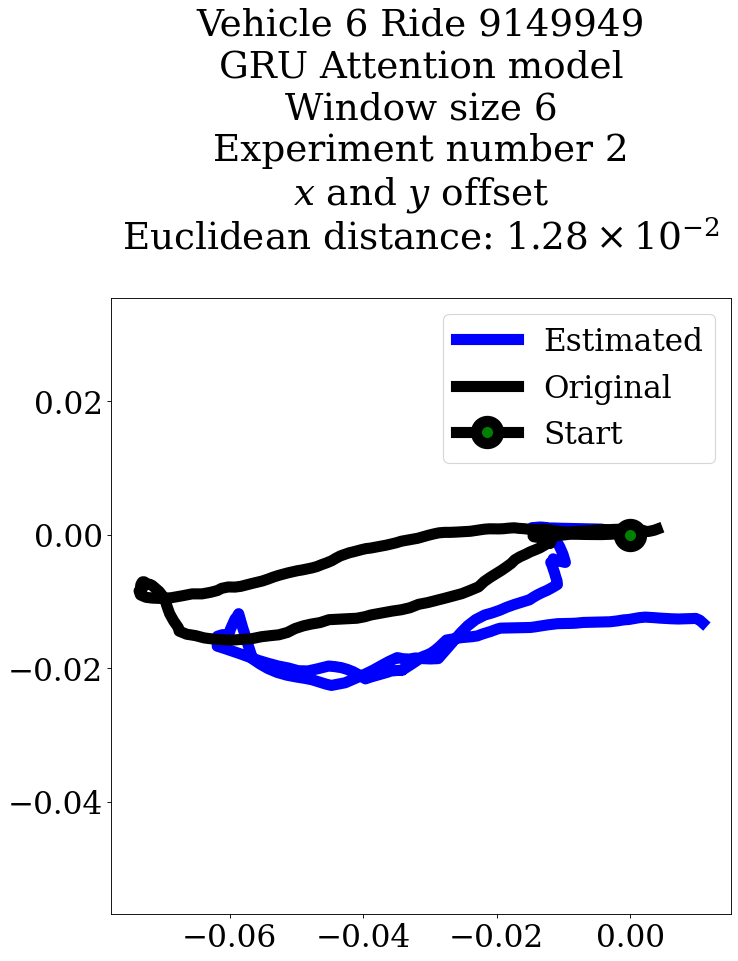 Vehicle 6 Ride 9149949
GRU Attention model
Window size 6
Experiment number 2
x and y offset
Euclidean distance: 1.28 × 10⁻²
Estimated
Original
Start
0.02
0.00
−0.02
−0.04
−0.06 −0.04 −0.02 0.00